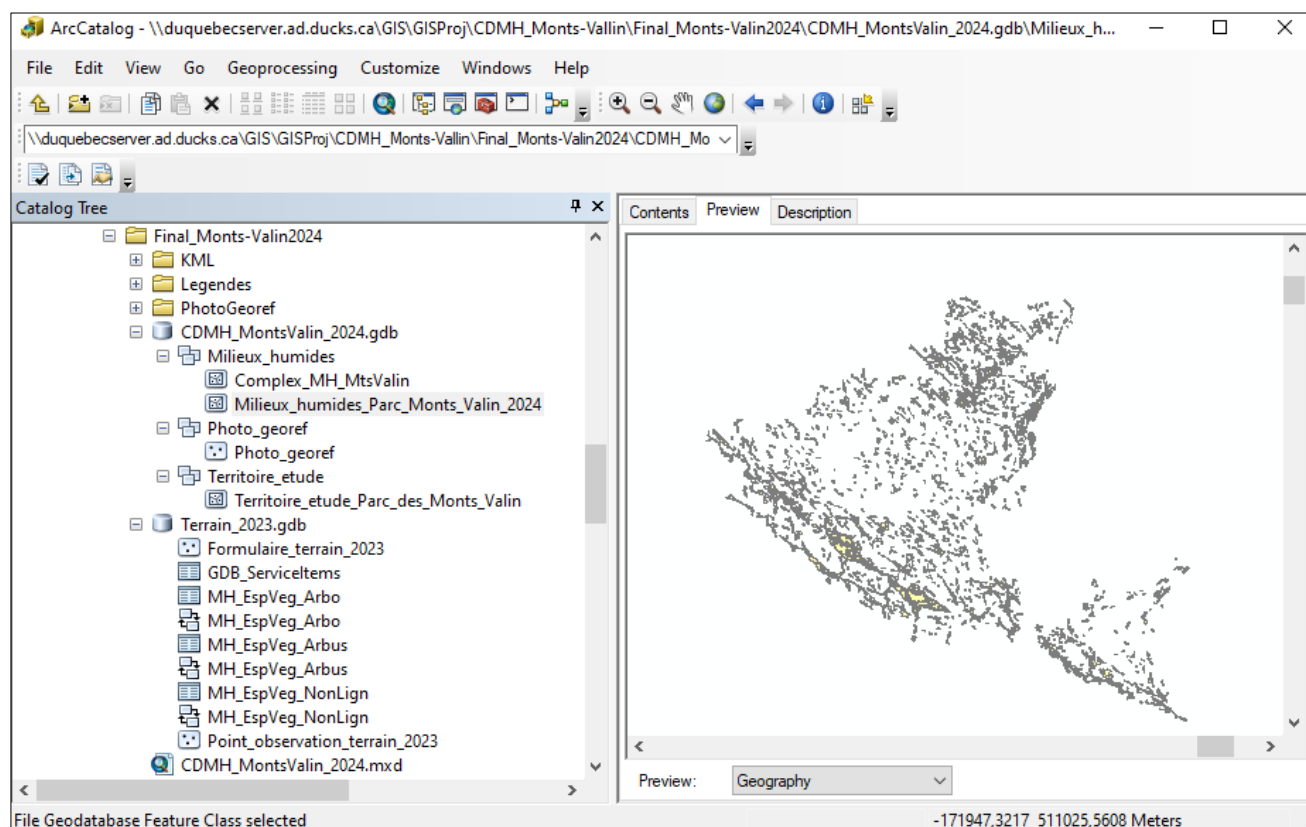 ArcCatalog - \\duquebecserver.ad.ducks.ca\GIS\GISProj\CDMH_Monts-Vallin\Final_Monts-Valin2024\CDMH_MontsValin_2024.gdb\Milieux_h...
File Edit View Go Geoprocessing Customize Windows Help
\\duquebecserver.ad.ducks.ca\GIS\GISProj\CDMH_Monts-Vallin\Final_Monts-Valin2024\CDMH_Mo
Catalog Tree
Contents Preview Description
Final_Monts-Valin2024
KML
Legendes
PhotoGeoref
CDMH_MontsValin_2024.gdb
Milieux_humides
Complex_MH_MtsValin
Milieux_humides_Parc_Monts_Valin_2024
Photo_georef
Photo_georef
Territoire_etude
Territoire_etude_Parc_des_Monts_Valin
Terrain_2023.gdb
Formulaire_terrain_2023
GDB_ServiceItems
MH_EspVeg_Arbo
MH_EspVeg_Arbo
MH_EspVeg_Arbus
MH_EspVeg_Arbus
MH_EspVeg_NonLign
MH_EspVeg_NonLign
Point_observation_terrain_2023
CDMH_MontsValin_2024.mxd
Preview: Geography
File Geodatabase Feature Class selected
-171947,3217 511025,5608 Meters